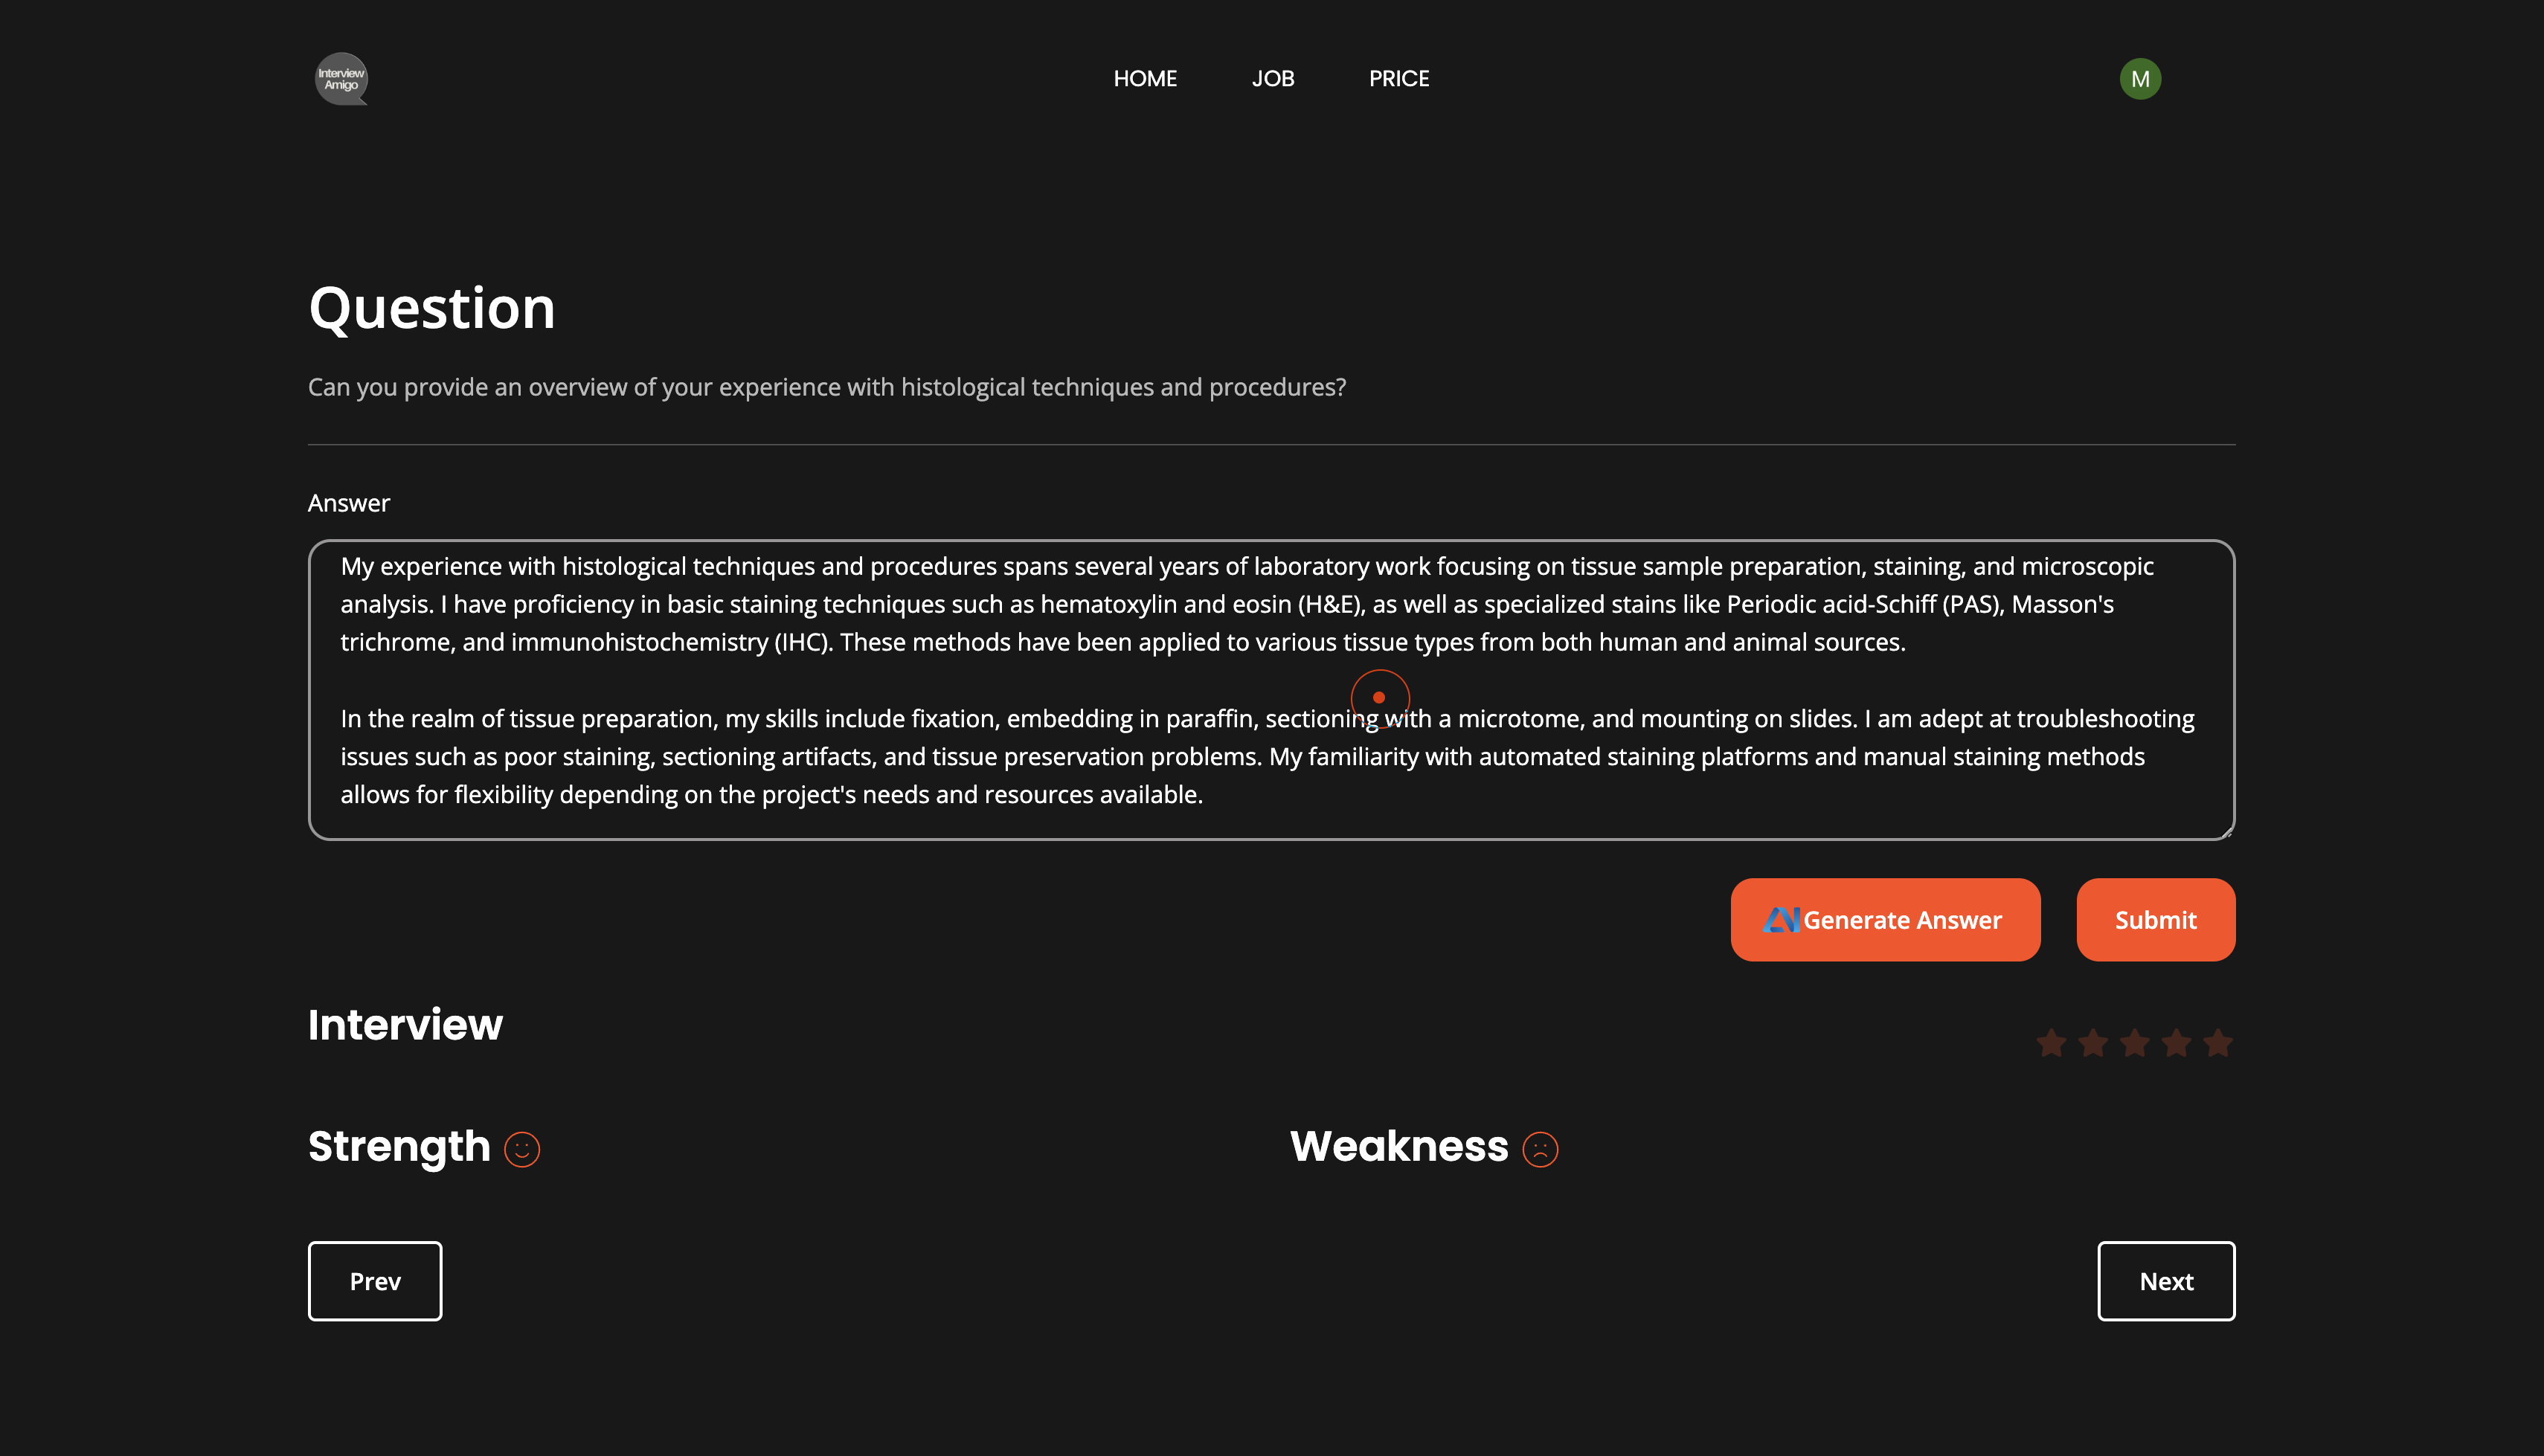 Interview
Amigo
HOME
JOB
PRICE
M
Question
Can you provide an overview of your experience with histological techniques and procedures?
Answer
My experience with histological techniques and procedures spans several years of laboratory work focusing on tissue sample preparation, staining, and microscopic
analysis. I have proficiency in basic staining techniques such as hematoxylin and eosin (H&E), as well as specialized stains like Periodic acid-Schiff (PAS), Masson's
trichrome, and immunohistochemistry (IHC). These methods have been applied to various tissue types from both human and animal sources.
In the realm of tissue preparation, my skills include fixation, embedding in paraffin, sectioning with a microtome, and mounting on slides. I am adept at troubleshooting
issues such as poor staining, sectioning artifacts, and tissue preservation problems. My familiarity with automated staining platforms and manual staining methods
allows for flexibility depending on the project's needs and resources available.
Generate Answer
Submit
Interview
Strength
Weakness
Prev
Next